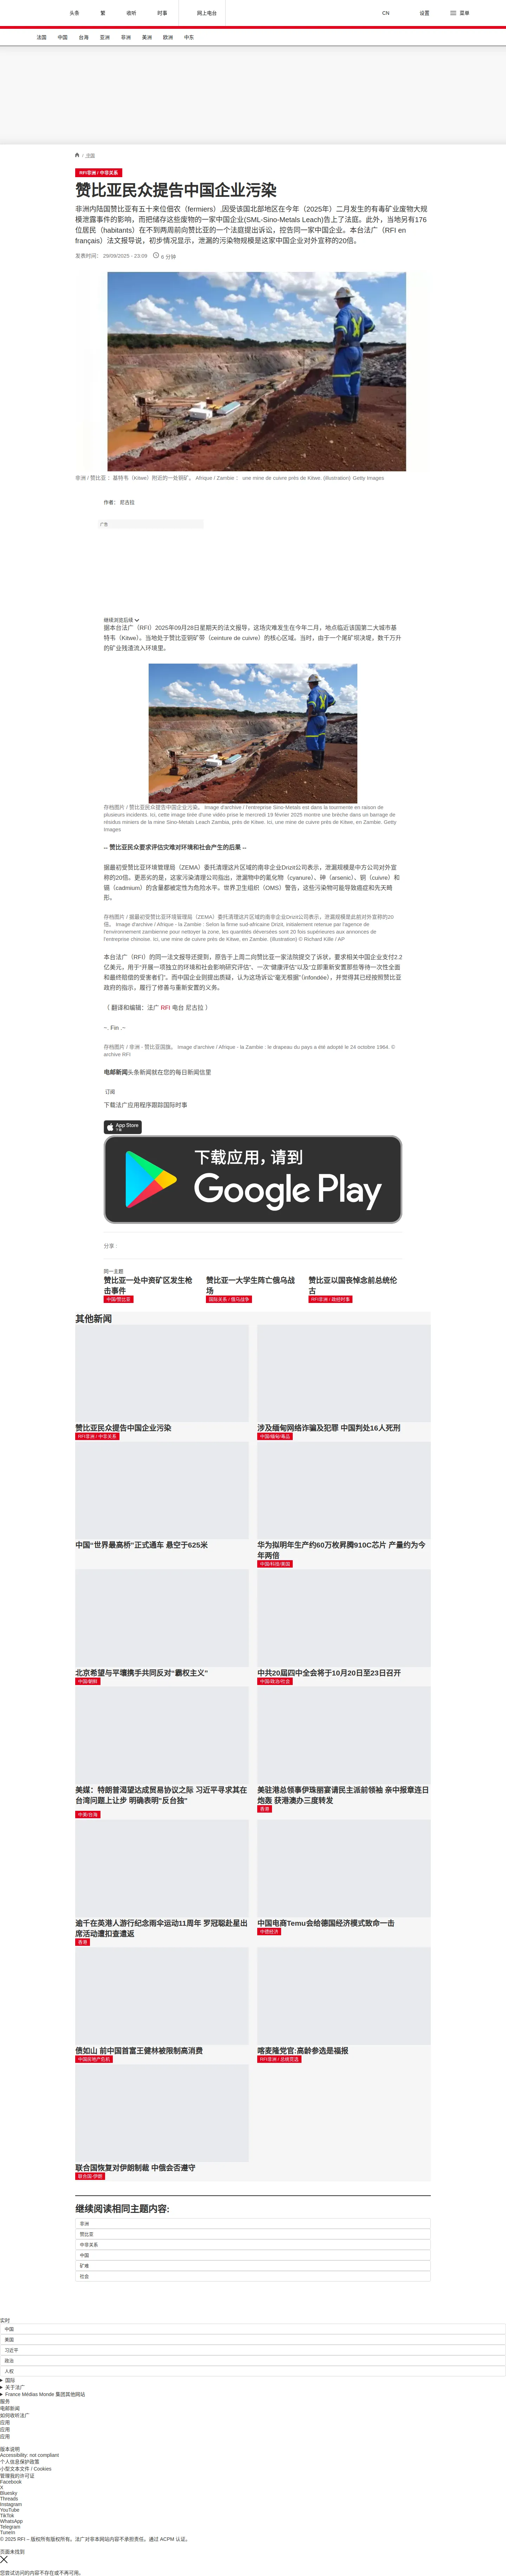 头条
繁
收听
时事
网上电台
CN
设置
菜单
法国
中国
台海
亚洲
非洲
美洲
欧洲
中东
/ 中国
RFI非洲 / 中非关系
赞比亚民众提告中国企业污染
非洲内陆国赞比亚有五十来位佃农（fermiers）,因受该国北部地区在今年（2025年）二月发生的有毒矿业废物大规
模泄露事件的影响，而把储存这些废物的一家中国企业(SML-Sino-Metals Leach)告上了法庭。此外，当地另有176
位居民（habitants）在不到两周前向赞比亚的一个法庭提出诉讼，控告同一家中国企业。本台法广（RFI en
français）法文报导说，初步情况显示，泄漏的污染物规模是这家中国企业对外宣称的20倍。
发表时间： 29/09/2025 - 23:09
6 分钟
非洲 / 赞比亚 ：基特韦（Kitwe）附近的一处铜矿。 Afrique / Zambie ： une mine de cuivre près de Kitwe. (Illustration) Getty Images
作者： 尼古拉
广告
继续浏览后续
据本台法广（RFI）2025年09月28日星期天的法文报导，这场灾难发生在今年二月，地点临近该国第二大城市基
特韦（Kitwe）。当地处于赞比亚铜矿带（ceinture de cuivre）的核心区域。当时，由于一个尾矿坝决堤，数千万升
的矿业残渣流入环境里。
存档图片 / 赞比亚民众提告中国企业污染。 Image d'archive / l'entreprise Sino-Metals est dans la tourmente en raison de
plusieurs incidents. Ici, cette image tirée d'une vidéo prise le mercredi 19 février 2025 montre une brèche dans un barrage de
résidus miniers de la mine Sino-Metals Leach Zambia, près de Kitwe. Ici, une mine de cuivre près de Kitwe, en Zambie. Getty
Images
-- 赞比亚民众要求评估灾难对环境和社会产生的后果 --
据最初受赞比亚环境管理局（ZEMA）委托清理这片区域的南非企业Drizit公司表示，泄漏规模是中方公司对外宣
称的20倍。更恶劣的是，这家污染清理公司指出，泄漏物中的氰化物（cyanure）、砷（arsenic）、铜（cuivre）和
镉（cadmium）的含量都被定性为危险水平。世界卫生组织（OMS）警告，这些污染物可能导致癌症和先天畸
形。
存档图片 / 据最初受赞比亚环境管理局（ZEMA）委托清理这片区域的南非企业Drizit公司表示，泄漏规模是此前对外宣称的20
倍。 Image d'archive / Afrique - la Zambie : Selon la firme sud-africaine Drizit, initialement retenue par l'agence de
l'environnement zambienne pour nettoyer la zone, les quantités déversées sont 20 fois supérieures aux annonces de
l'entreprise chinoise. Ici, une mine de cuivre près de Kitwe, en Zambie. (Illustration) © Richard Kille / AP
本台法广（RFI）的同一法文报导还提到，原告于上周二向赞比亚一家法院提交了诉状，要求相关中国企业支付2.2
亿美元，用于“开展一项独立的环境和社会影响研究评估”、一次“健康评估”以及“立即重新安置那些等待一次性全面
和最终赔偿的受害者们”。而中国企业则提出质疑，认为这场诉讼“毫无根据”（infondée），并觉得其已经按照赞比亚
政府的指示，履行了修善与重新安置的义务。
（ 翻译和编辑：法广 RFI 电台 尼古拉 ）
~. Fin .~
存档图片 / 非洲 - 赞比亚国旗。 Image d'archive / Afrique - la Zambie : le drapeau du pays a été adopté le 24 octobre 1964. ©
archive RFI
电邮新闻头条新闻就在您的每日新闻信里
订阅
下载法广应用程序跟踪国际时事
App Store
下载
下载应用，请到
Google Play
分享 :
同一主题
赞比亚一处中资矿区发生枪
击事件
中国/赞比亚
赞比亚一大学生阵亡俄乌战
场
国际关系 / 俄乌战争
赞比亚以国丧悼念前总统伦
古
RFI非洲 / 政经时事
其他新闻
赞比亚民众提告中国企业污染
RFI非洲 / 中非关系
涉及缅甸网络诈骗及犯罪 中国判处16人死刑
中国/缅甸/毒品
中国“世界最高桥”正式通车 悬空于625米
华为拟明年生产约60万枚昇腾910C芯片 产量约为今
年两倍
中国/科技/美国
北京希望与平壤携手共同反对“霸权主义”
中国/朝鲜
中共20届四中全会将于10月20日至23日召开
中国/政治/社会
美媒：特朗普渴望达成贸易协议之际 习近平寻求其在
台湾问题上让步 明确表明“反台独”
中美/台海
美驻港总领事伊珠丽宴请民主派前领袖 亲中报章连日
炮轰 获港澳办三度转发
香港
逾千在英港人游行纪念雨伞运动11周年 罗冠聪赴星出
席活动遭扣查遣返
香港
中国电商Temu会给德国经济模式致命一击
中德经济
债如山 前中国首富王健林被限制高消费
中国房地产危机
喀麦隆党官:高龄参选是福报
RFI非洲 / 总统竞选
联合国恢复对伊朗制裁 中俄会否遵守
联合国-伊朗
继续阅读相同主题内容:
非洲
赞比亚
中非关系
中国
矿难
社会
实时
中国
美国
习近平
政治
人权
国际
关于法广
France Médias Monde 集团其他网站
服务
电邮新闻
如何收听法广
应用
应用
应用
版本说明
Accessibility: not compliant
个人信息保护政策
小型文本文件 / Cookies
管理我的许可证
Facebook
X
Bluesky
Threads
Instagram
YouTube
TikTok
WhatsApp
Telegram
TuneIn
© 2025 RFI – 版权所有版权所有。法广对非本网站内容不承担责任。通过 ACPM 认证。
页面未找到
您尝试访问的内容不存在或不再可用。